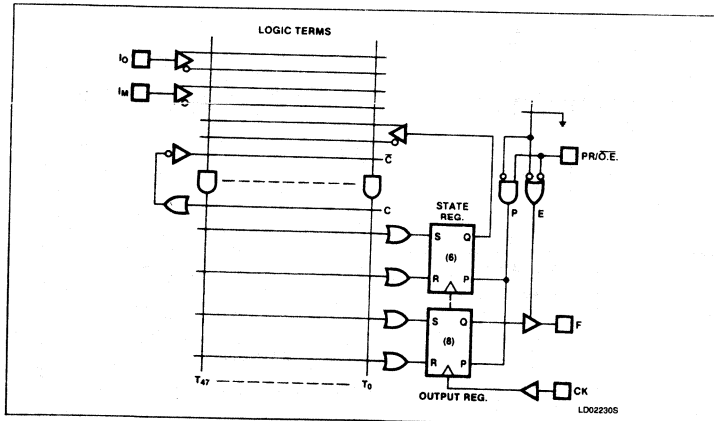 LOGIC TERMS
I0
IM
PR/O̅.E̅.
C̅
P
E
C
STATE
REG.
S
Q
(6)
R
P
S
Q
F
(8)
R
P
T47
T0
CK
OUTPUT REG.
LD02230S